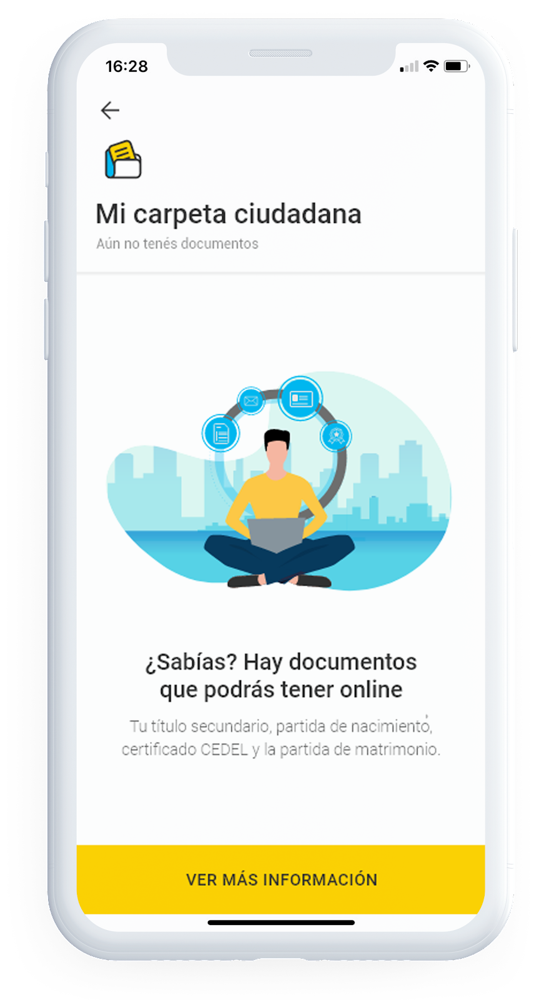 16:28
Mi carpeta ciudadana
Aún no tenés documentos
¿Sabías? Hay documentos
que podrás tener online
Tu título secundario, partida de nacimiento,
certificado CEDEL y la partida de matrimonio.
VER MÁS INFORMACIÓN